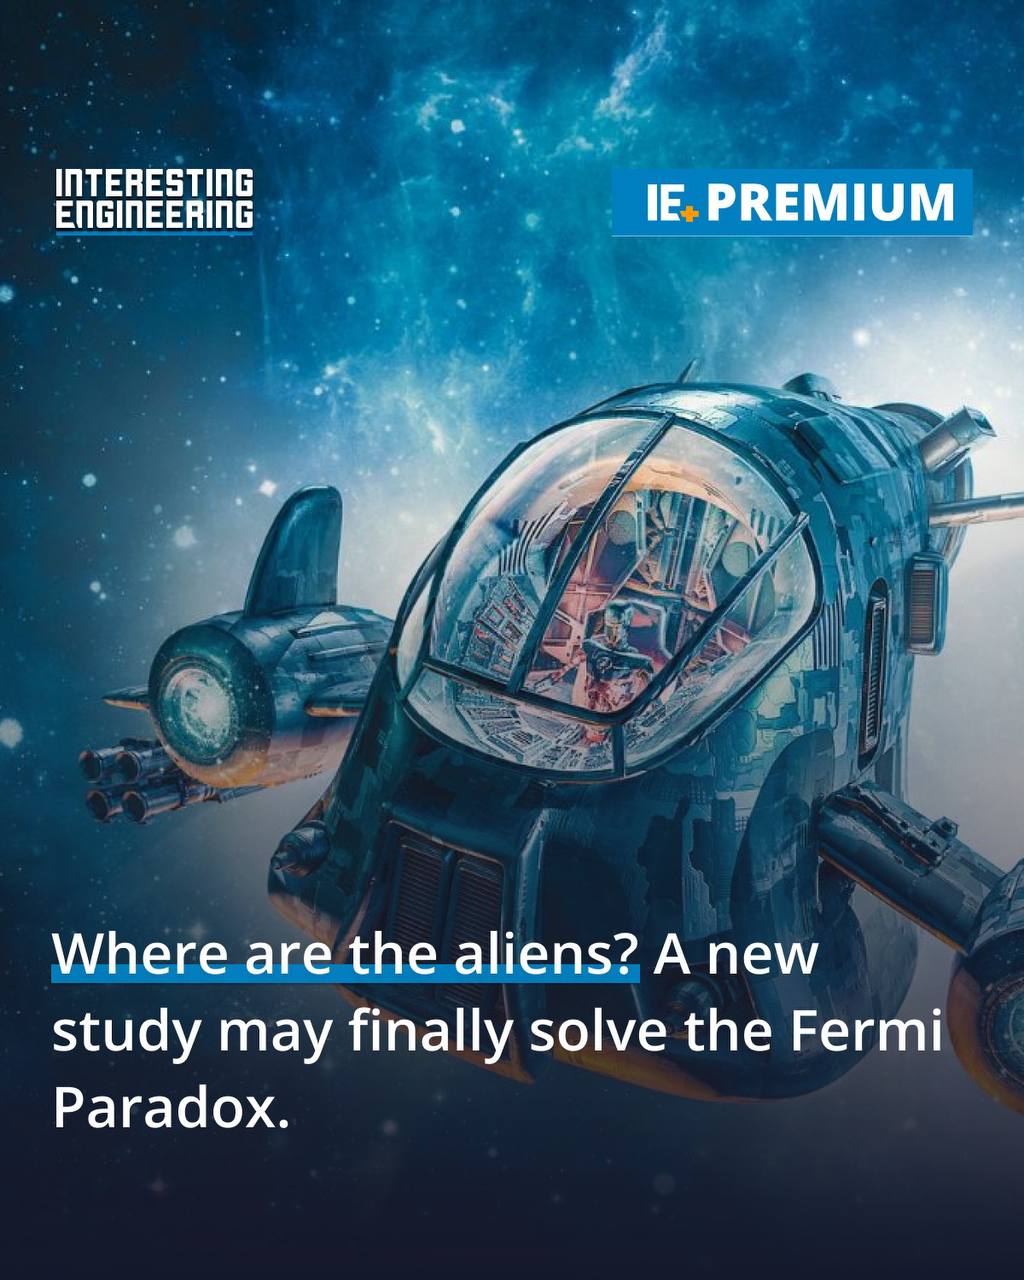 INTERESTING
ENGINEERING
IE+ PREMIUM
Where are the aliens? A new
study may finally solve the Fermi
Paradox.